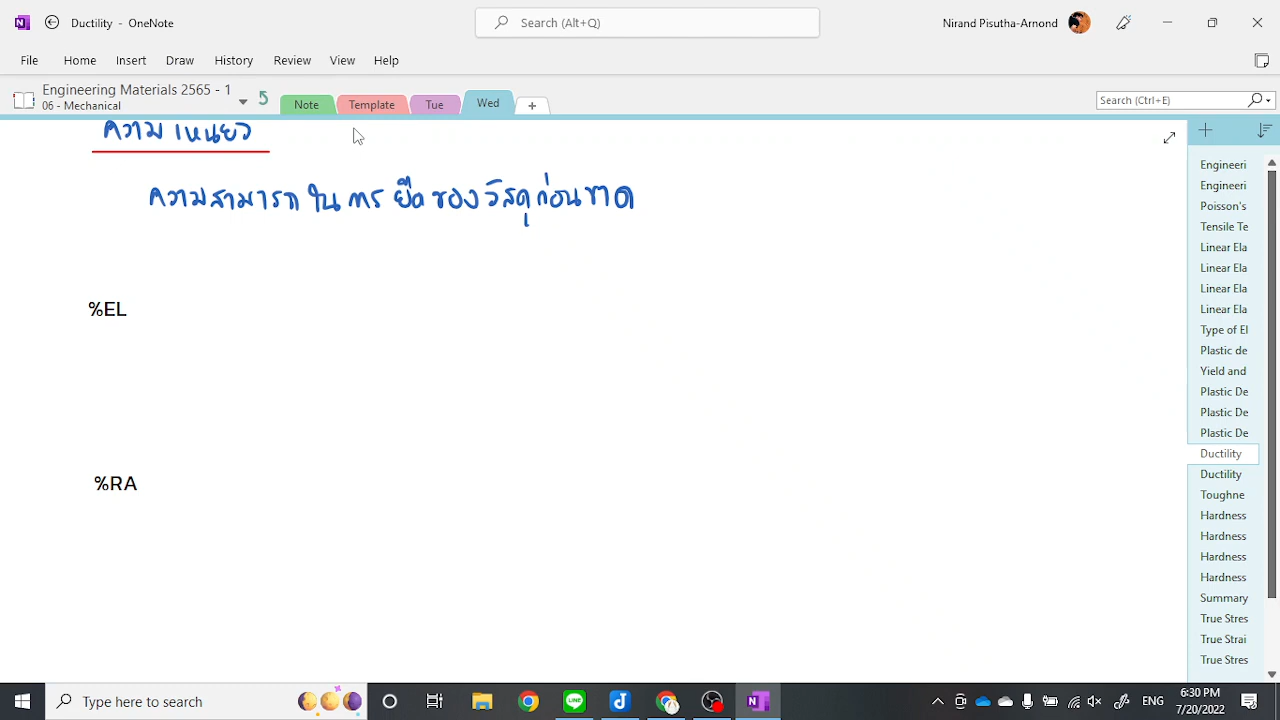 Ductility - OneNote
Search (Alt+Q)
Nirand Pisutha-Arnond
File Home Insert Draw History Review View Help
Engineering Materials 2565 - 1
06 - Mechanical
Note Template Tue Wed
Search (Ctrl+E)
ความเหนียว
ความสามารถ ใน การ ยืด ของ วัสดุก่อนขาด
%EL
%RA
Engineeri
Engineeri
Poisson's
Tensile Te
Linear Ela
Linear Ela
Linear Ela
Linear Ela
Type of El
Plastic de
Yield and
Plastic De
Plastic De
Plastic De
Ductility
Ductility
Toughne
Hardness
Hardness
Hardness
Hardness
Summary
True Stres
True Strai
True Stres
Type here to search
ENG
6:30 PM
7/20/2022